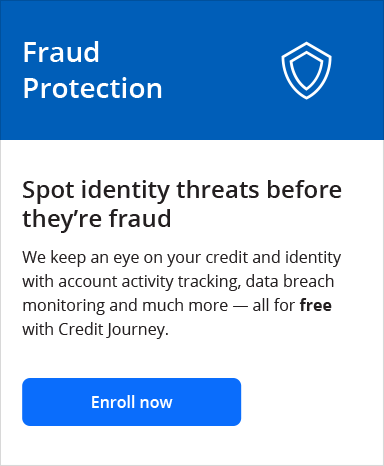 Fraud
Protection
Spot identity threats before
they’re fraud
We keep an eye on your credit and identity
with account activity tracking, data breach
monitoring and much more — all for free
with Credit Journey.
Enroll now